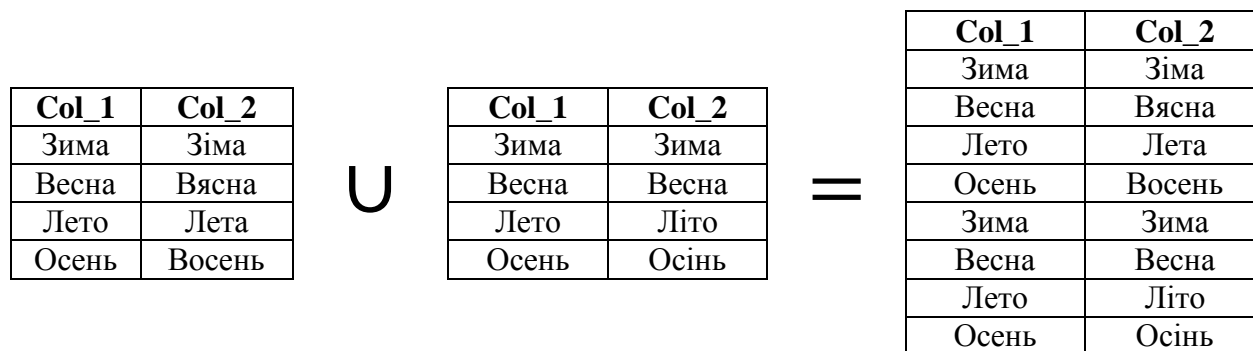 Col_1 Col_2
Зима Зіма
Весна Вясна
Лето Лета
Осень Восень
∪
Col_1 Col_2
Зима Зима
Весна Весна
Лето Літо
Осень Осінь
=
Col_1 Col_2
Зима Зіма
Весна Вясна
Лето Лета
Осень Восень
Зима Зима
Весна Весна
Лето Літо
Осень Осінь